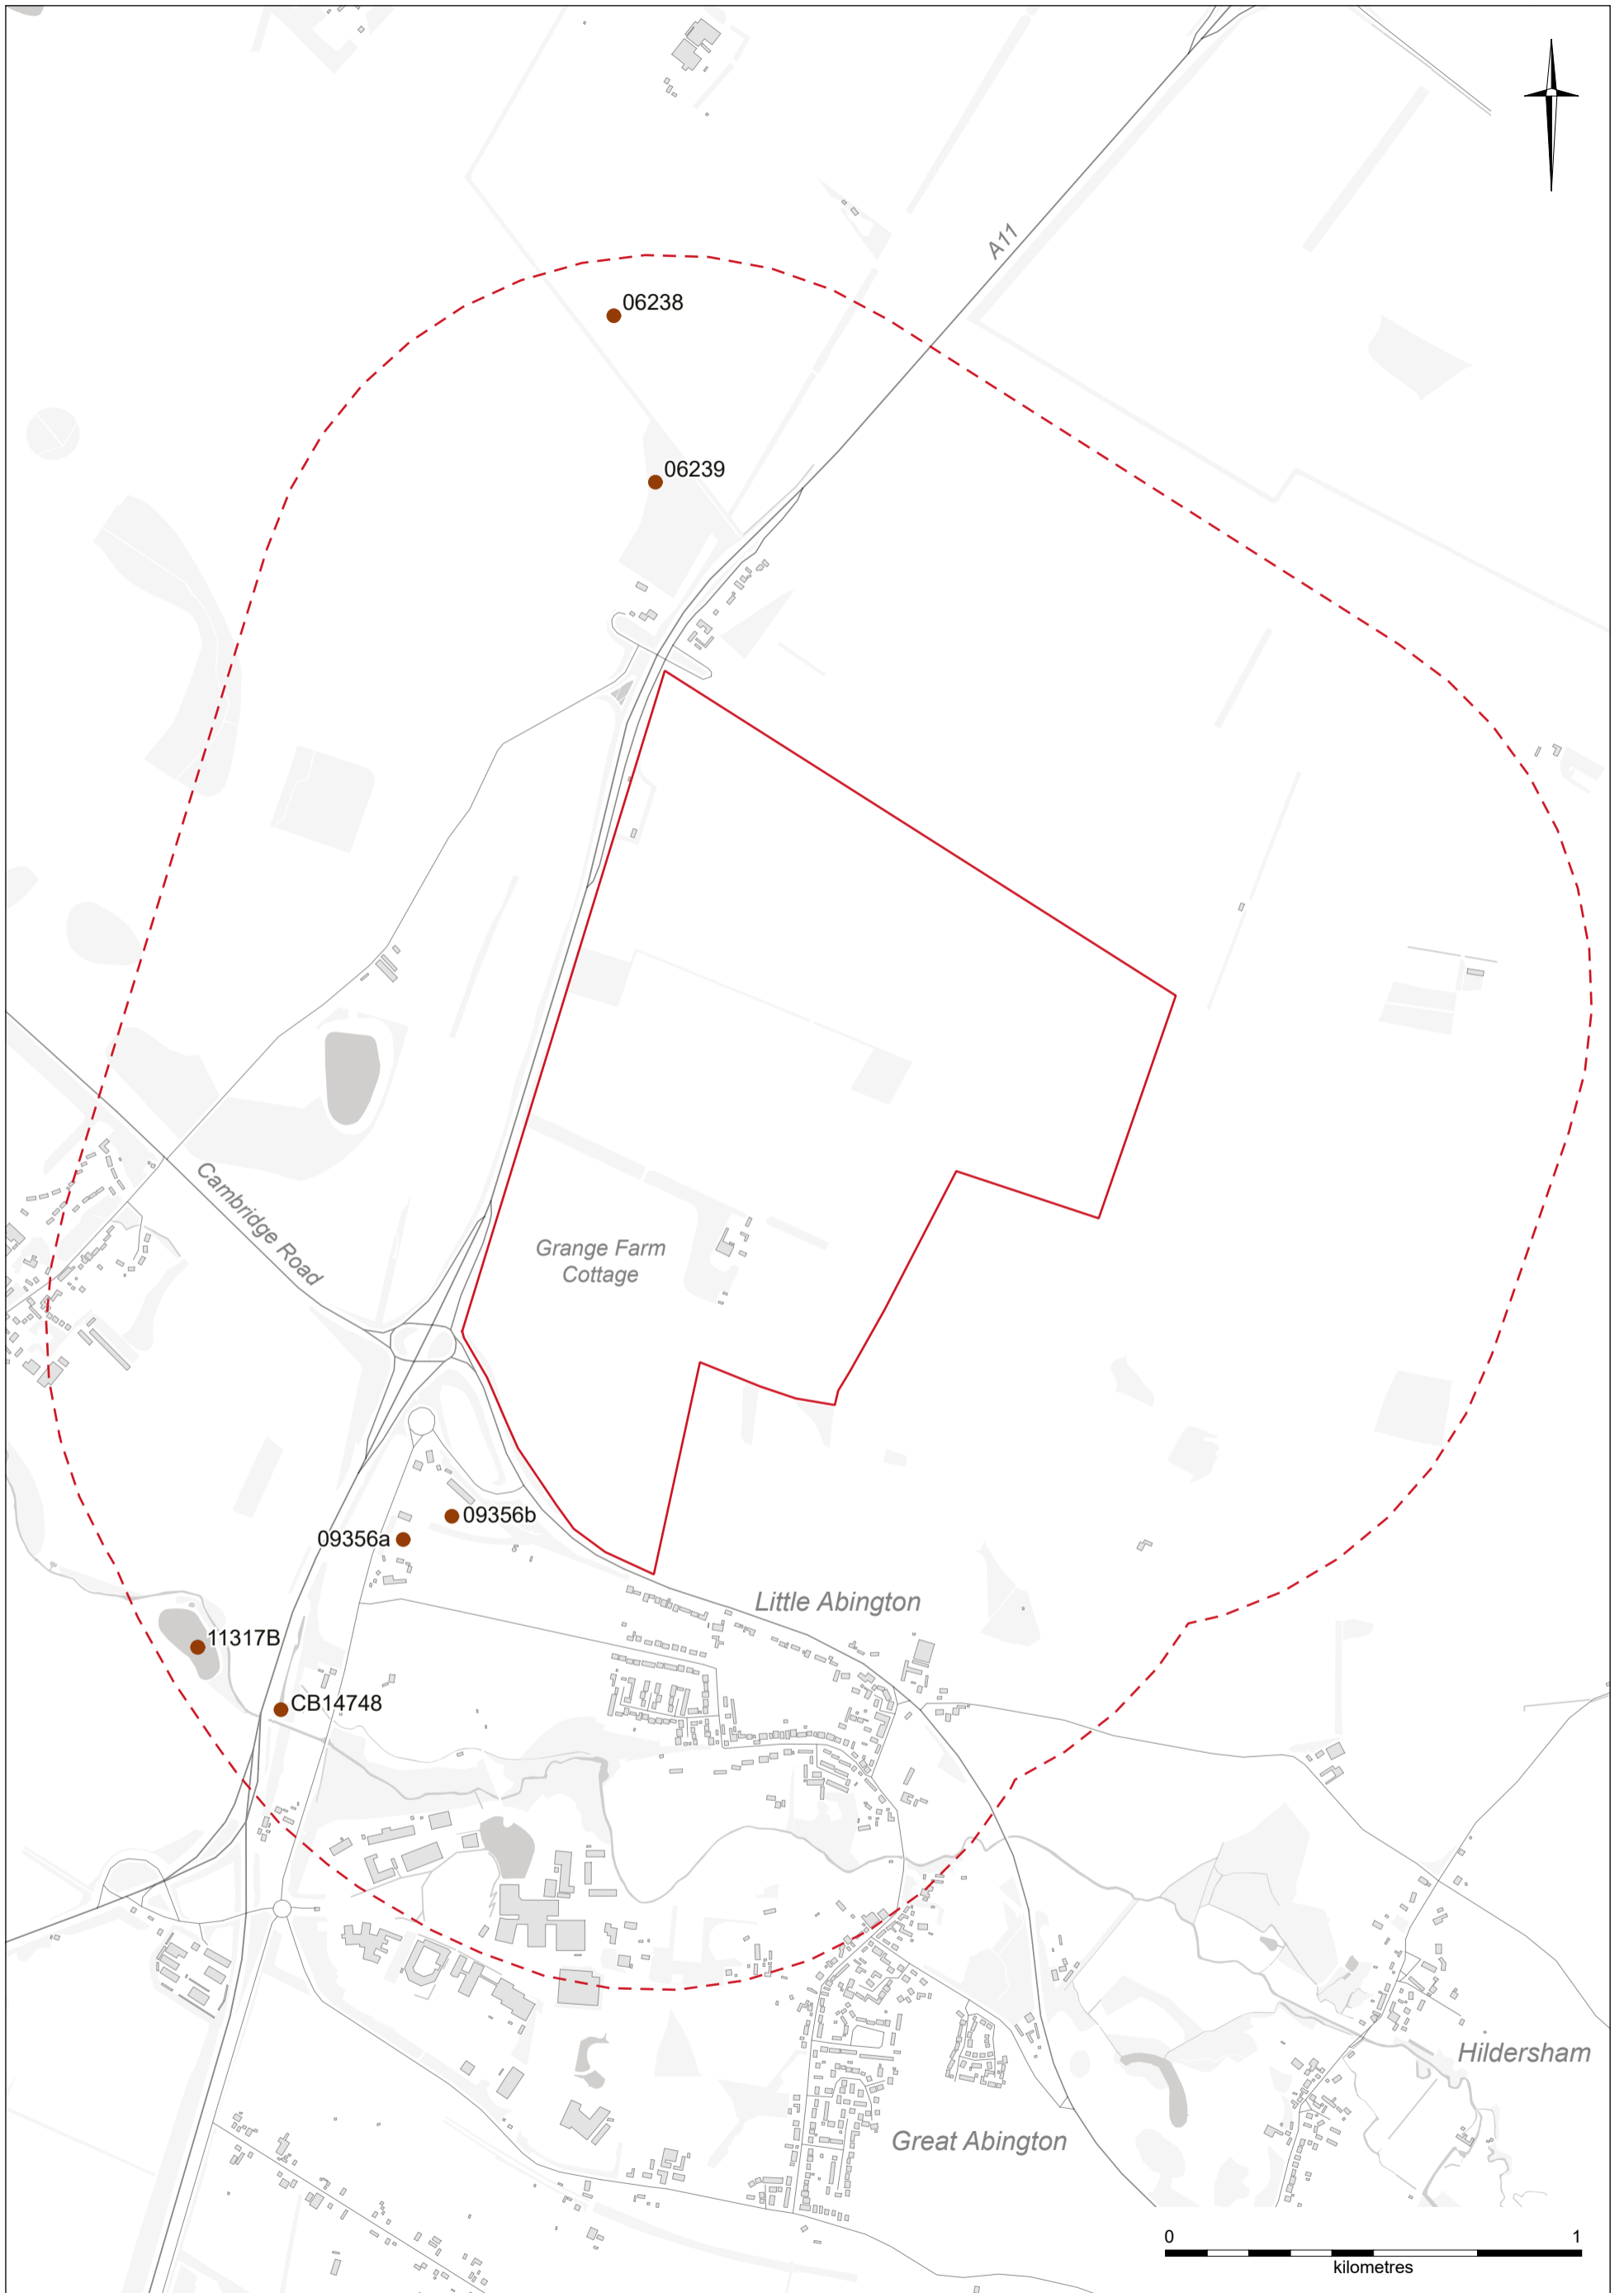 A11
06238
06239
Cambridge Road
Grange Farm
Cottage
09356b
09356a
Little Abington
11317B
CB14748
Hildersham
Great Abington
0 1
kilometres